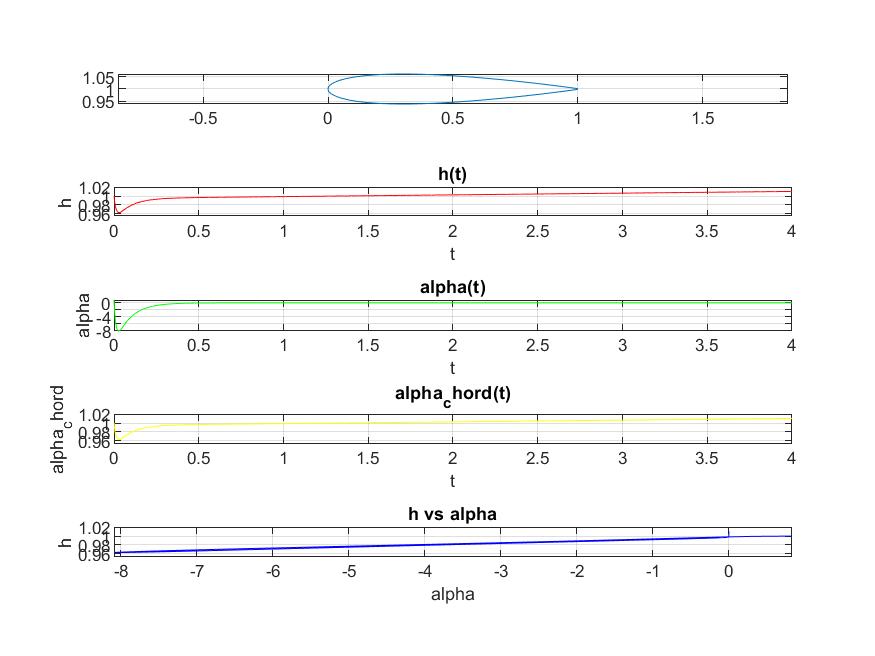 1.05
1
0.95
-0.5 0 0.5 1 1.5
h(t)
h
1.02
1
0.98
0.96
0 0.5 1 1.5 2 2.5 3 3.5 4
t
alpha(t)
alpha
0
-4
-8
0 0.5 1 1.5 2 2.5 3 3.5 4
t
alpha_chord(t)
alpha_chord
1.02
1
0.98
0.96
0 0.5 1 1.5 2 2.5 3 3.5 4
t
h vs alpha
h
1.02
1
0.98
0.96
-8 -7 -6 -5 -4 -3 -2 -1 0
alpha